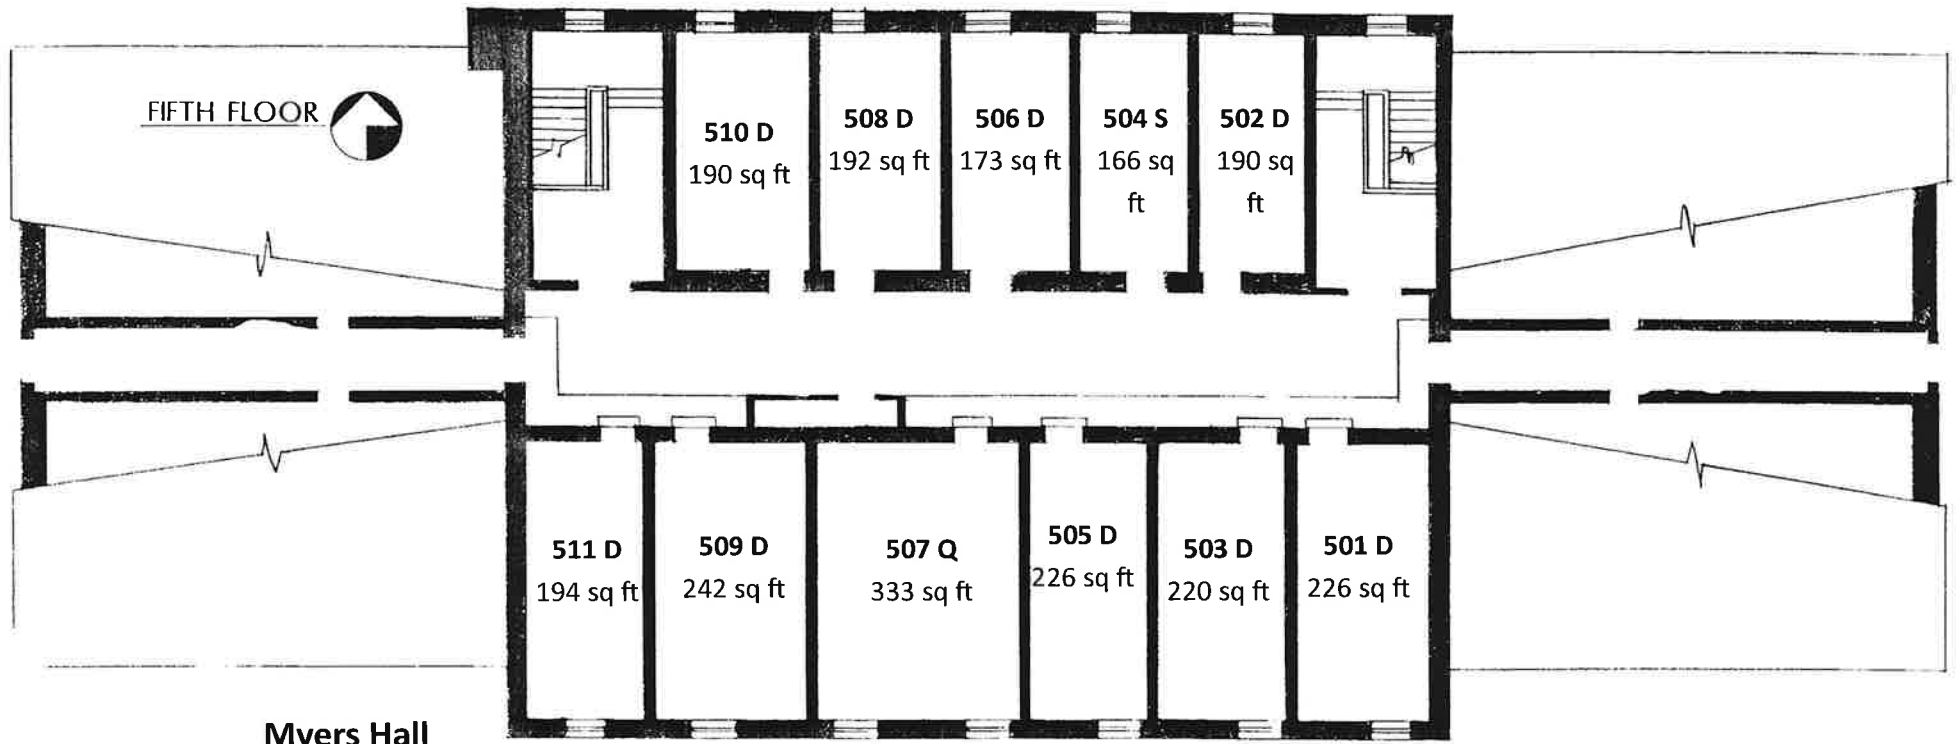 FIFTH FLOOR
510 D
190 sq ft
508 D
192 sq ft
506 D
173 sq ft
504 S
166 sq
ft
502 D
190 sq
ft
511 D
194 sq ft
509 D
242 sq ft
507 Q
333 sq ft
505 D
226 sq ft
503 D
220 sq ft
501 D
226 sq ft
Myers Hall